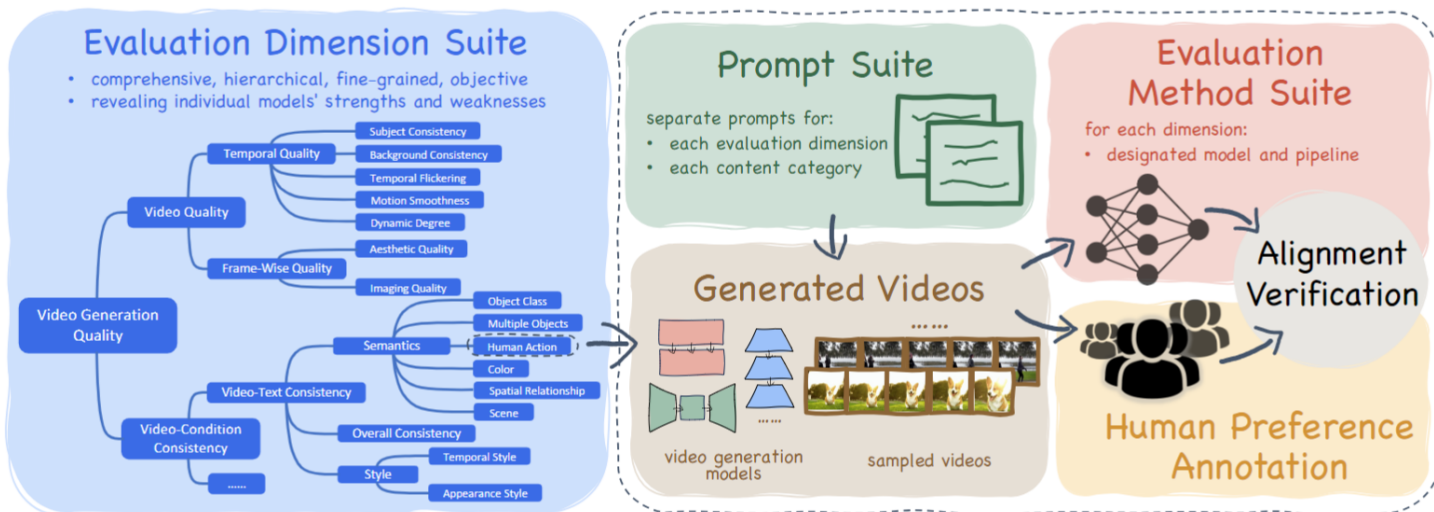 Evaluation Dimension Suite
• comprehensive, hierarchical, fine-grained, objective
• revealing individual models' strengths and weaknesses
Video Generation
Quality
Video Quality
Temporal Quality
Subject Consistency
Background Consistency
Temporal Flickering
Motion Smoothness
Dynamic Degree
Frame-Wise Quality
Aesthetic Quality
Imaging Quality
Video-Condition
Consistency
Video-Text Consistency
Semantics
Object Class
Multiple Objects
Human Action
Color
Spatial Relationship
Scene
Overall Consistency
Style
Temporal Style
Appearance Style
......
Prompt Suite
separate prompts for:
• each evaluation dimension
• each content category
Generated Videos
......
......
video generation
models
sampled videos
Evaluation
Method Suite
for each dimension:
• designated model and pipeline
Alignment
Verification
Human Preference
Annotation